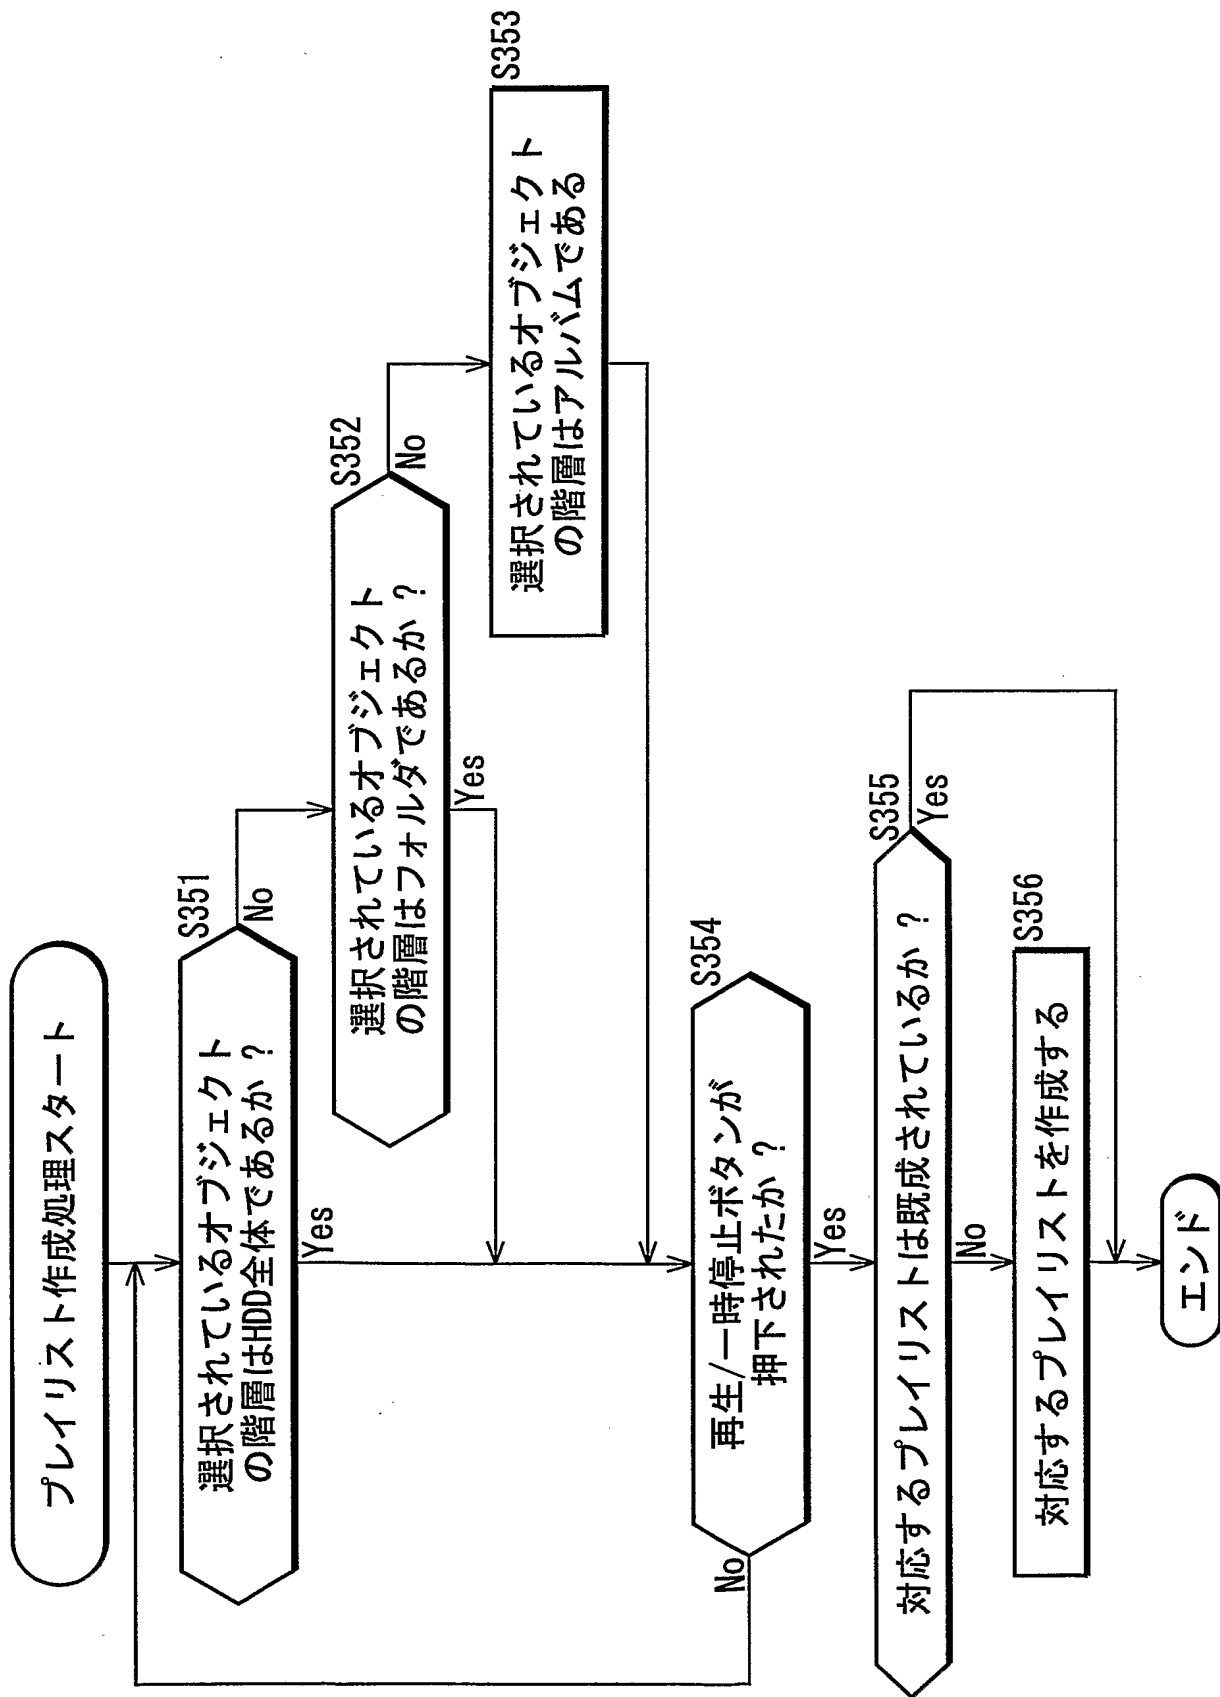 プレイリスト作成処理スタート
S351
選択されているオブジェクト
の階層はHDD全体であるか？
No
Yes
S352
選択されているオブジェクト
の階層はフォルダであるか？
No
Yes
S353
選択されているオブジェクト
の階層はアルバムである
S354
再生/一時停止ボタンが
押下されたか？
No
Yes
S355
対応するプレイリストは既成されているか？
Yes
No
S356
対応するプレイリストを作成する
エンド